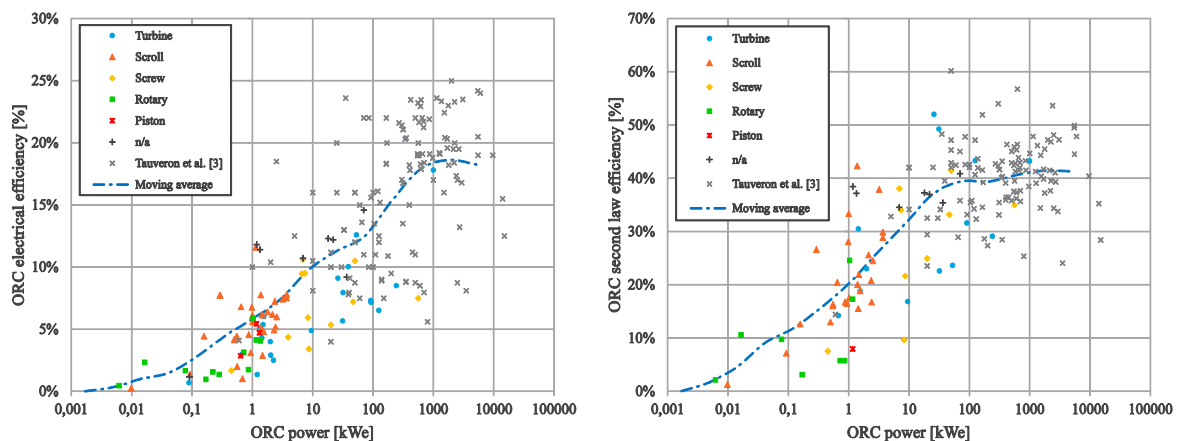 30%
25%
20%
15%
10%
5%
0%
ORC electrical efficiency [%]
Turbine
Scroll
Screw
Rotary
Piston
n/a
Tauveron et al. [3]
Moving average
0,001 0,01 0,1 1 10 100 1000 10000 100000
ORC power [kWe]
70%
60%
50%
40%
30%
20%
10%
0%
ORC second law efficiency [%]
Turbine
Scroll
Screw
Rotary
Piston
n/a
Tauveron et al. [3]
Moving average
0,001 0,01 0,1 1 10 100 1000 10000 100000
ORC power [kWe]